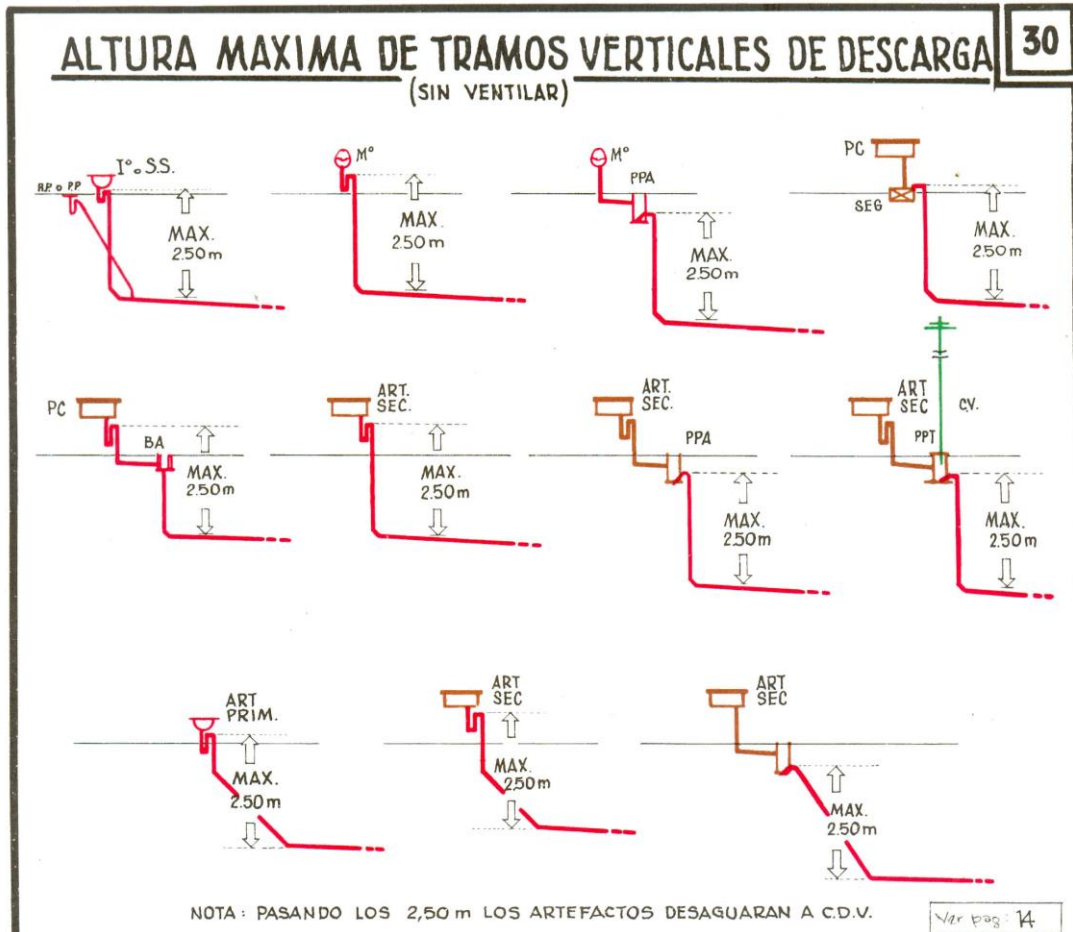 ALTURA MAXIMA DE TRAMOS VERTICALES DE DESCARGA
30
(SIN VENTILAR)
R.P. o P.P
I° o S.S.
MAX.
2.50m
M°
MAX.
2.50m
M°
PPA
MAX.
2.50m
PC
SEG
MAX.
2.50m
PC
BA
MAX.
2.50m
ART.
SEC.
MAX.
2.50m
ART.
SEC.
PPA
MAX.
2.50m
ART
SEC
PPT
C.V.
MAX.
2.50m
ART
PRIM.
MAX.
2.50m
ART
SEC
MAX.
2.50m
ART
SEC
MAX.
2.50m
NOTA: PASANDO LOS 2,50 m LOS ARTEFACTOS DESAGUARAN A C.D.V.
Ver pag: 14